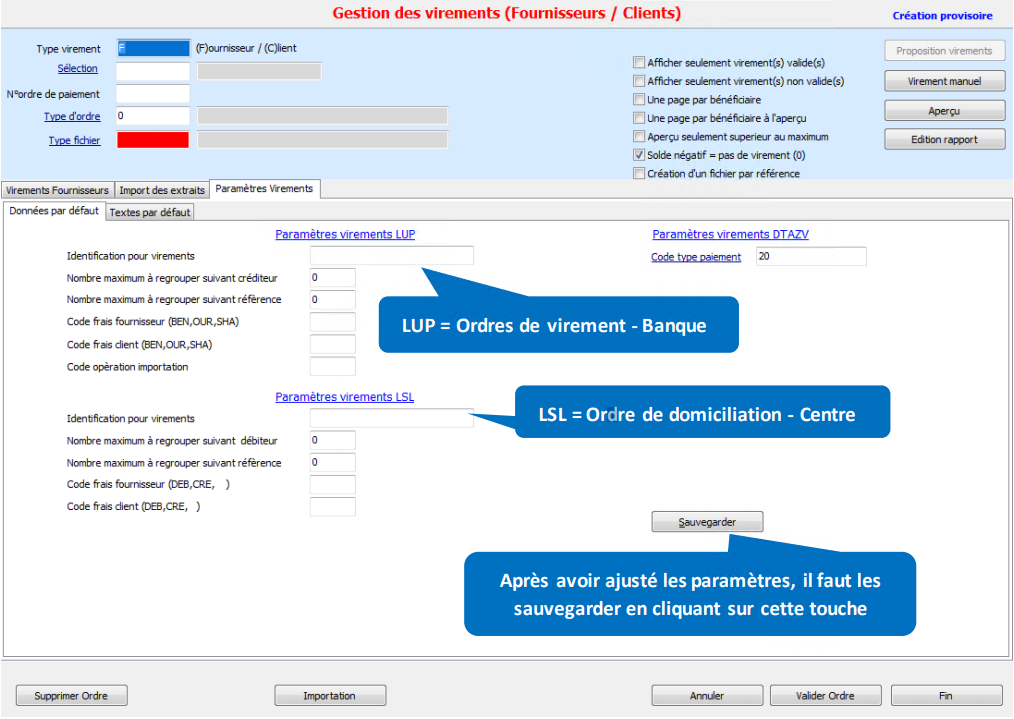 Gestion des virements (Fournisseurs / Clients)
Création provisoire
Type virement F (F)ournisseur / (C)lient
Sélection
N°ordre de paiement
Type d'ordre 0
Type fichier
Afficher seulement virement(s) valide(s)
Afficher seulement virement(s) non valide(s)
Une page par bénéficiaire
Une page par bénéficiaire à l'aperçu
Aperçu seulement superieur au maximum
Solde négatif = pas de virement (0)
Création d'un fichier par référence
Proposition virements
Virement manuel
Aperçu
Edition rapport
Virements Fournisseurs Import des extraits Paramètres Virements
Données par défaut Textes par défaut
Paramètres virements LUP
Identification pour virements
Nombre maximum à regrouper suivant créditeur 0
Nombre maximum à regrouper suivant réfèrence 0
Code frais fournisseur (BEN,OUR,SHA)
Code frais client (BEN,OUR,SHA)
Code opèration importation
Paramètres virements DTAZV
Code type paiement 20
LUP = Ordres de virement - Banque
Paramètres virements LSL
Identification pour virements
Nombre maximum à regrouper suivant débiteur 0
Nombre maximum à regrouper suivant réfèrence 0
Code frais fournisseur (DEB,CRE, )
Code frais client (DEB,CRE, )
LSL = Ordre de domiciliation - Centre
Sauvegarder
Après avoir ajusté les paramètres, il faut les
sauvegarder en cliquant sur cette touche
Supprimer Ordre Importation Annuler Valider Ordre Fin